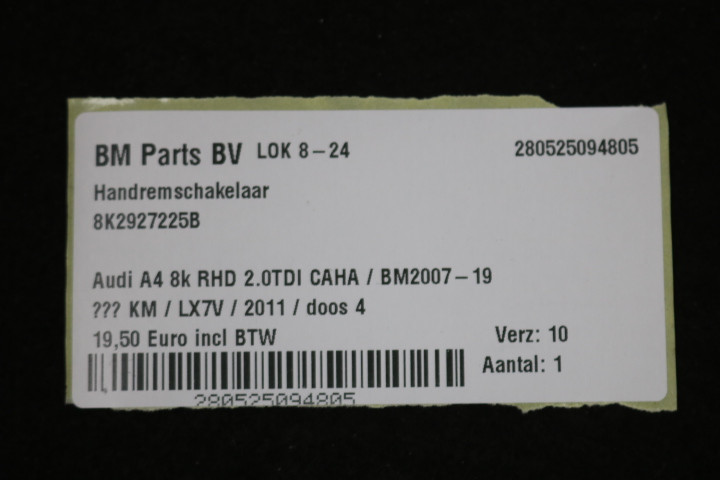 BM Parts BV LOK 8-24 280525094805
Handremschakelaar
8K2927225B
Audi A4 8k RHD 2.0TDI CAHA / BM2007-19
??? KM / LX7V / 2011 / doos 4
19,50 Euro incl BTW Verz: 10
Aantal: 1
280525094805